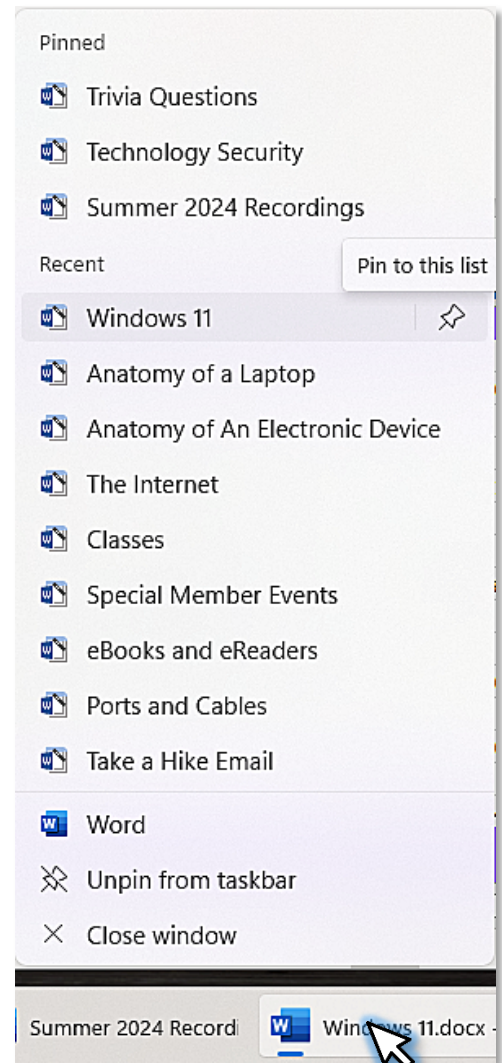 Pinned
Trivia Questions
Technology Security
Summer 2024 Recordings
Recent
Pin to this list
Windows 11
Anatomy of a Laptop
Anatomy of An Electronic Device
The Internet
Classes
Special Member Events
eBooks and eReaders
Ports and Cables
Take a Hike Email
Word
Unpin from taskbar
Close window
Summer 2024 Recordi
Windows 11.docx -